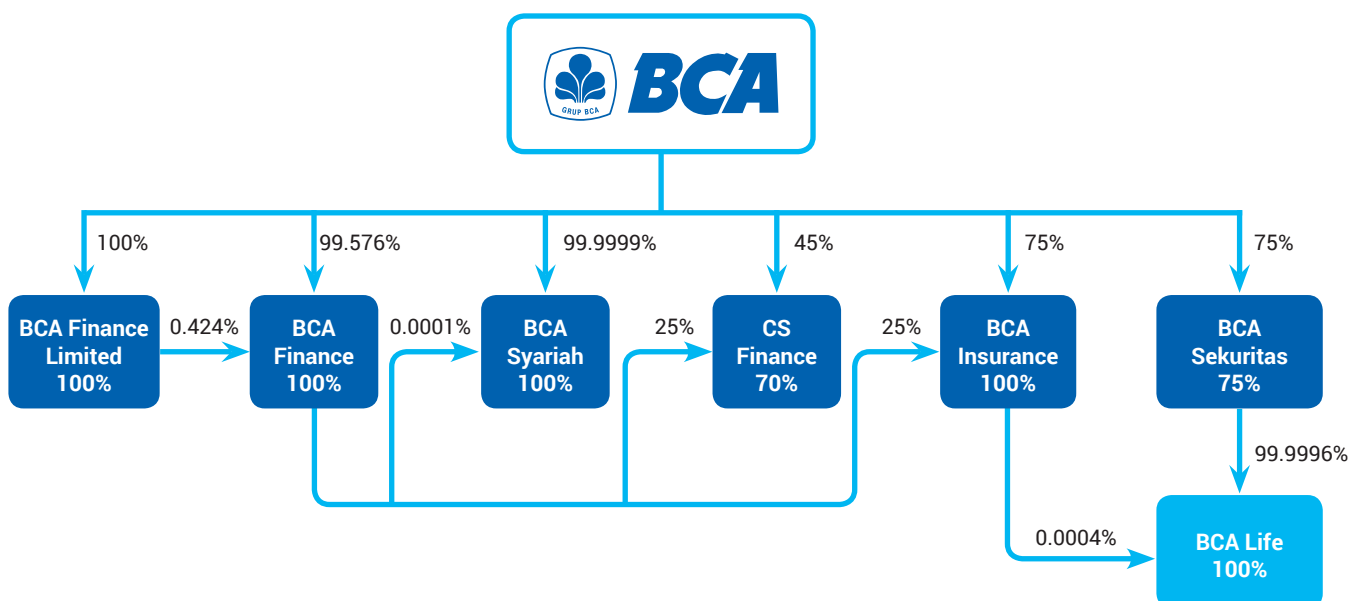 GRUP BCA
BCA
100%
99.576%
99.9999%
45%
75%
75%
BCA Finance
Limited
100%
0.424%
BCA
Finance
100%
0.0001%
BCA
Syariah
100%
25%
CS
Finance
70%
25%
BCA
Insurance
100%
BCA
Sekuritas
75%
99.9996%
0.0004%
BCA Life
100%